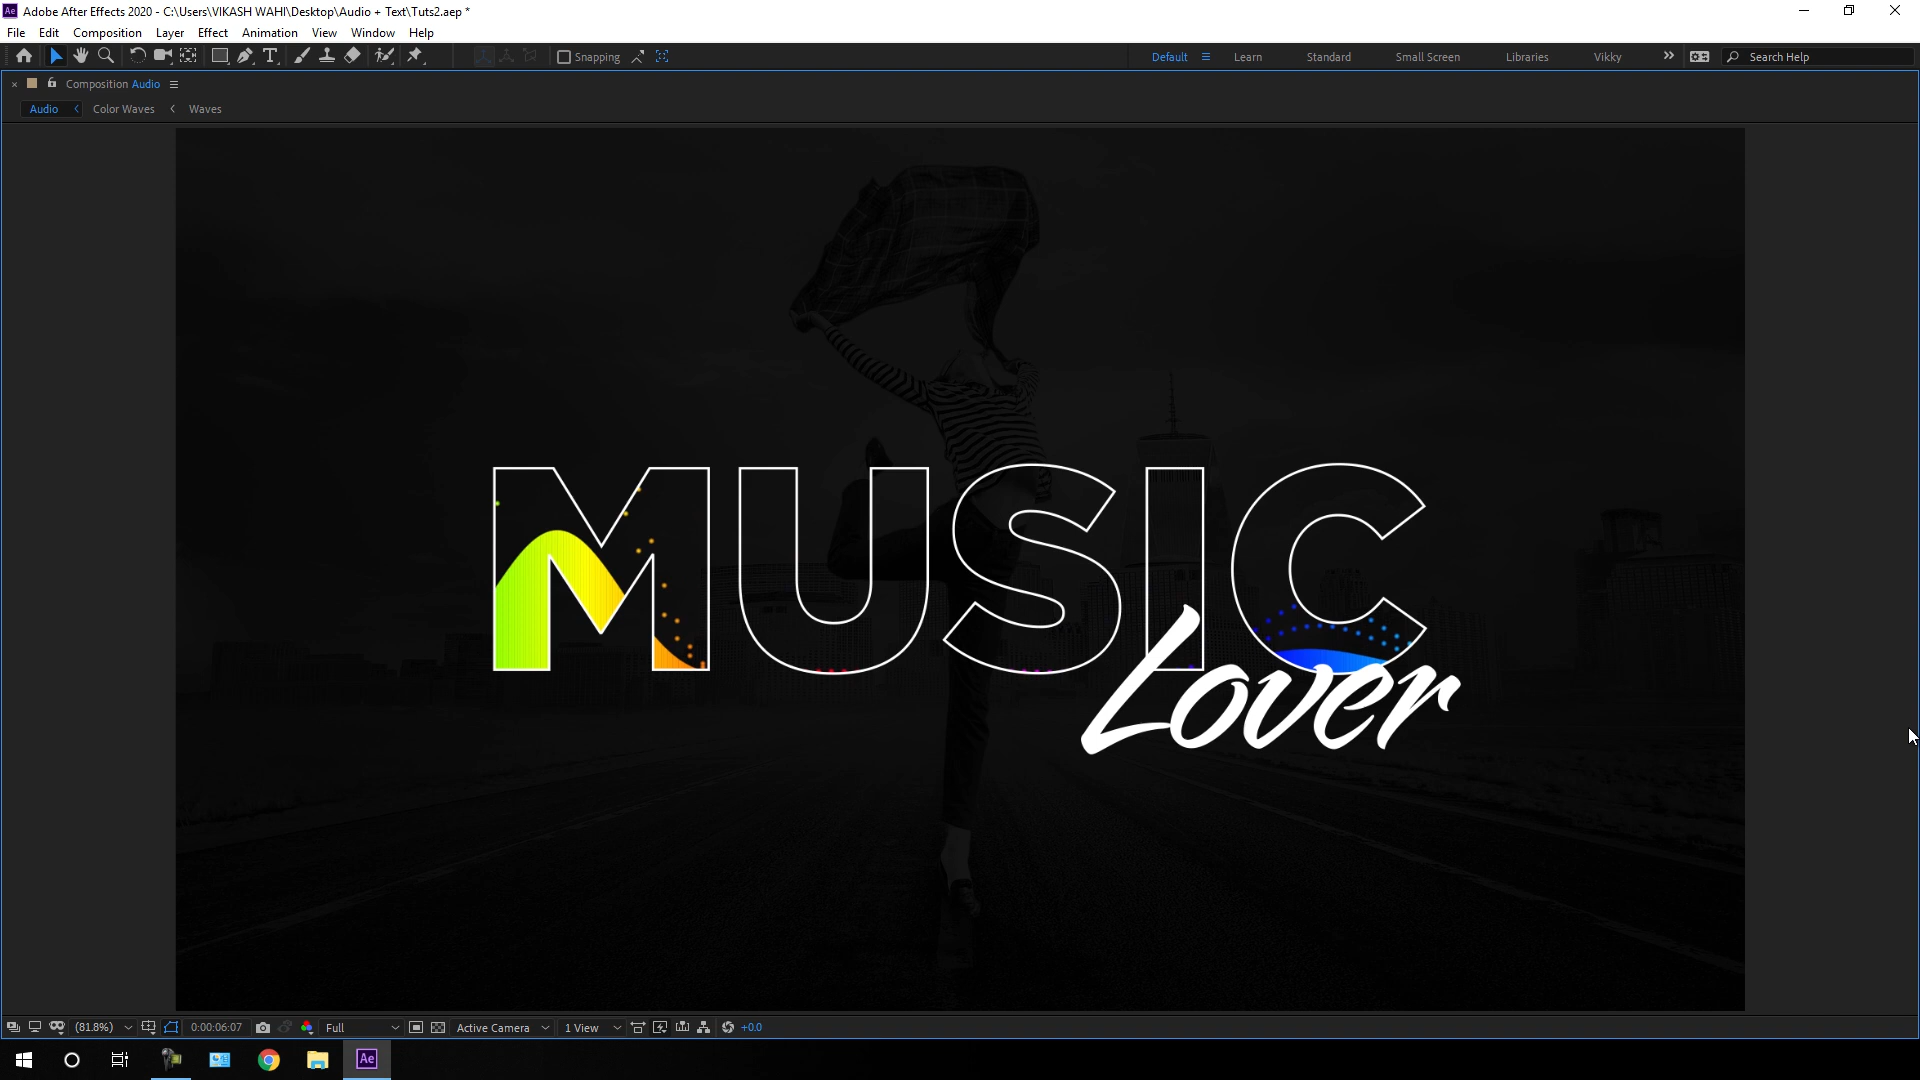 Ae Adobe After Effects 2020 - C:\Users\VIKASH WAHI\Desktop\Audio + Text\Tuts2.aep *
File Edit Composition Layer Effect Animation View Window Help
T Snapping Default Learn Standard Small Screen Libraries Vikky Search Help
Composition Audio
Audio Color Waves Waves
MUSIC
Lover
(81.8%) 0:00:06:07 Full Active Camera 1 View +0.0
Ae